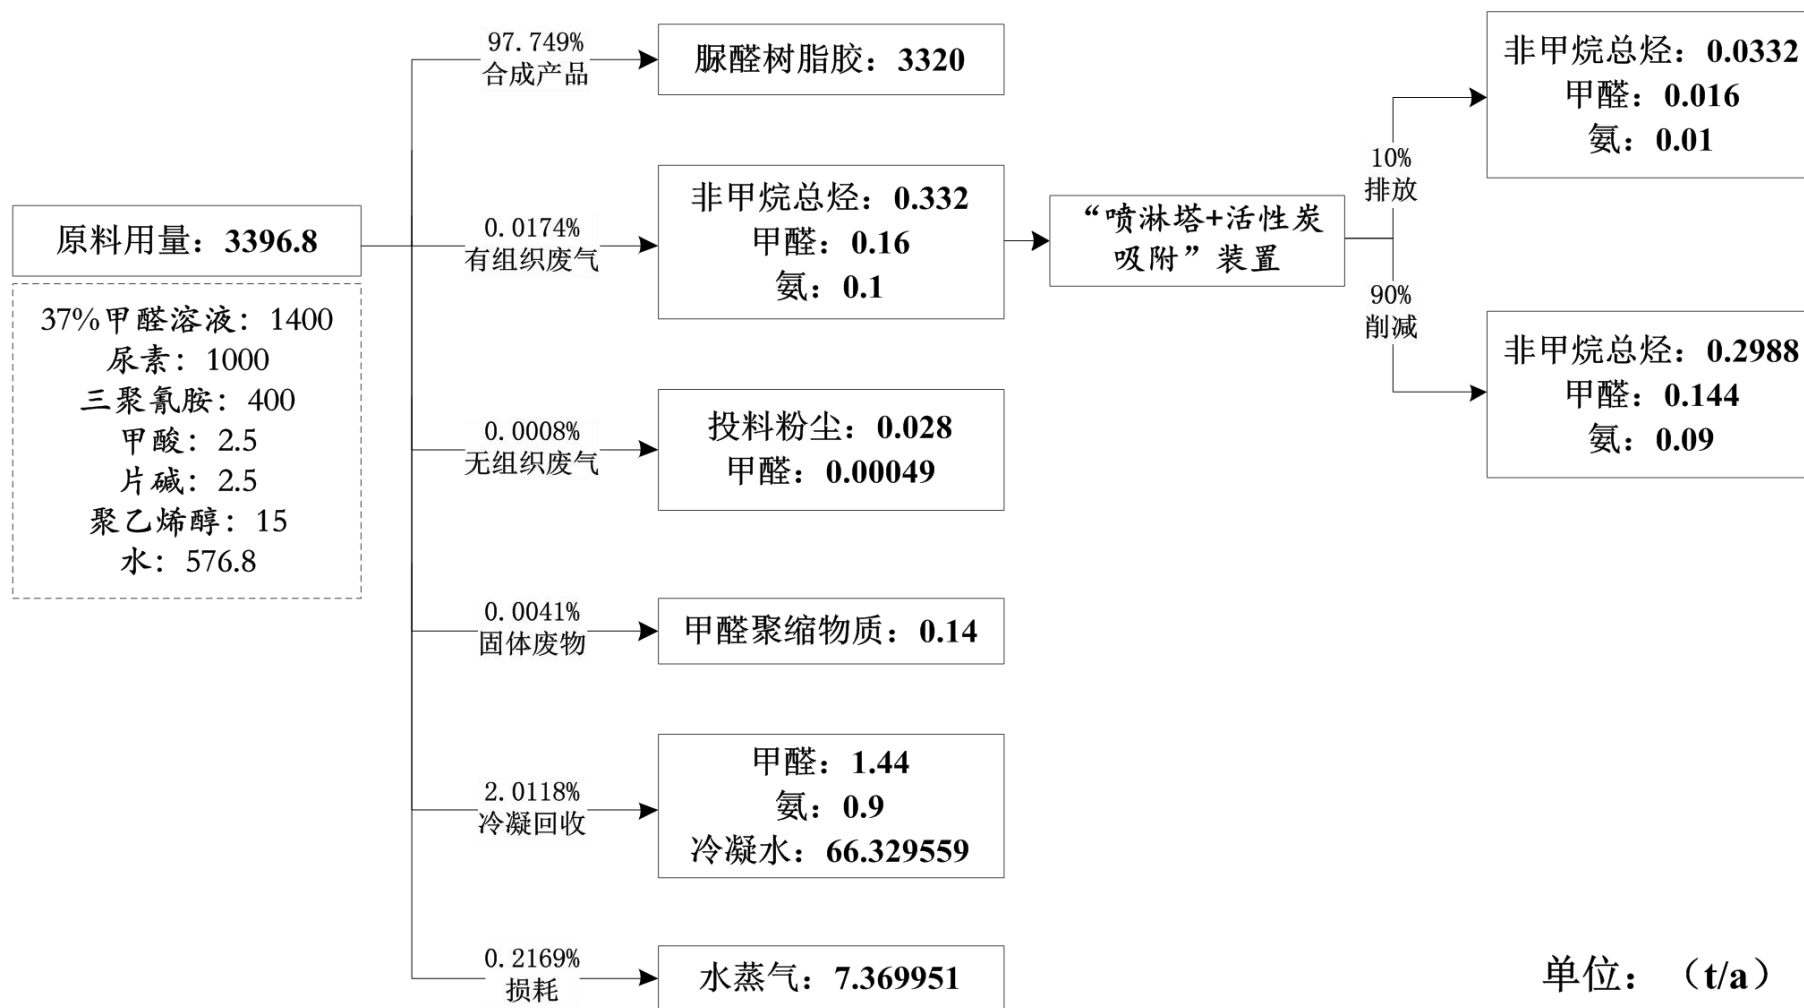 原料用量：3396.8
37%甲醛溶液：1400
尿素：1000
三聚氰胺：400
甲酸：2.5
片碱：2.5
聚乙烯醇：15
水：576.8
97.749%
合成产品
脲醛树脂胶：3320
0.0174%
有组织废气
非甲烷总烃：0.332
甲醛：0.16
氨：0.1
“喷淋塔+活性炭
吸附”装置
10%
排放
非甲烷总烃：0.0332
甲醛：0.016
氨：0.01
90%
削减
非甲烷总烃：0.2988
甲醛：0.144
氨：0.09
0.0008%
无组织废气
投料粉尘：0.028
甲醛：0.00049
0.0041%
固体废物
甲醛聚缩物质：0.14
2.0118%
冷凝回收
甲醛：1.44
氨：0.9
冷凝水：66.329559
0.2169%
损耗
水蒸气：7.369951
单位：（t/a）